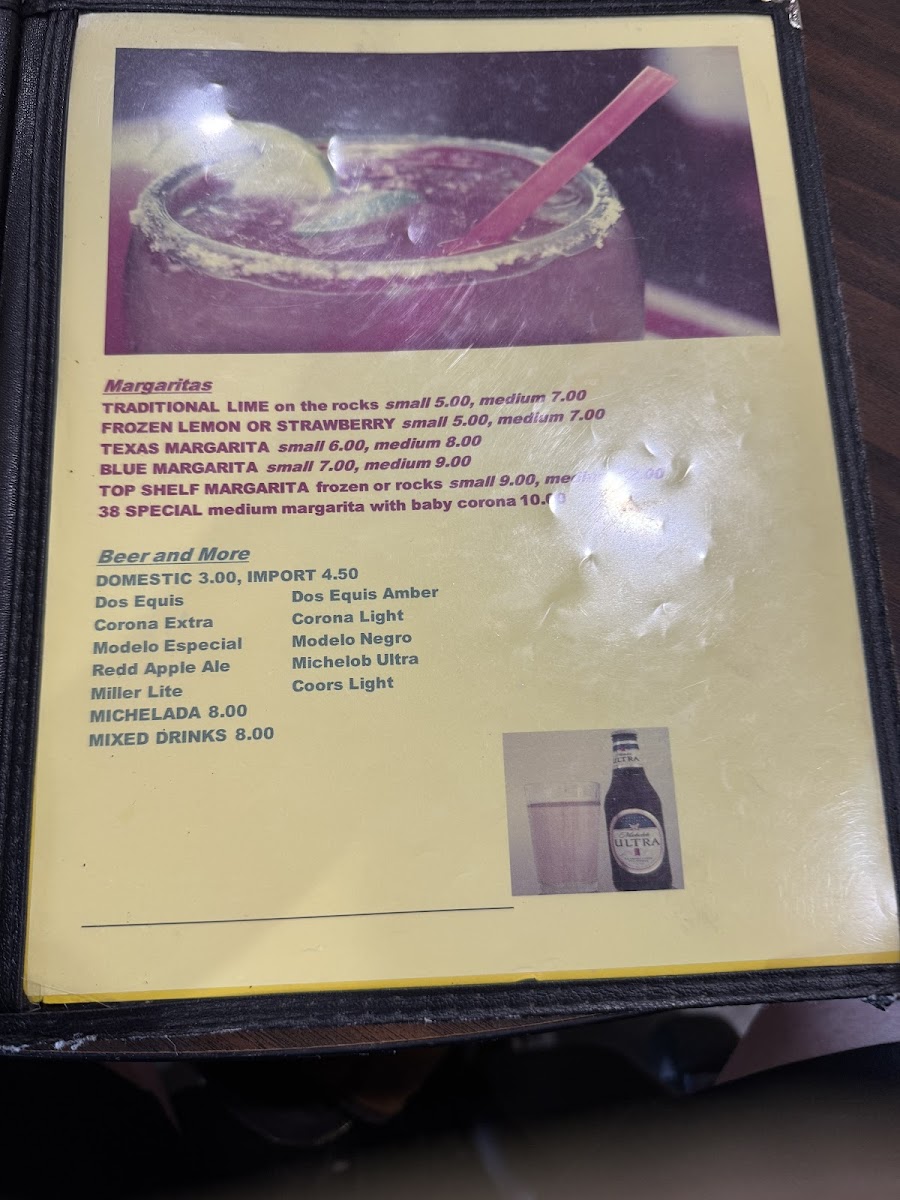 Margaritas
TRADITIONAL LIME on the rocks small 5.00, medium 7.00
FROZEN LEMON OR STRAWBERRY small 5.00, medium 7.00
TEXAS MARGARITA small 6.00, medium 8.00
BLUE MARGARITA small 7.00, medium 9.00
TOP SHELF MARGARITA frozen or rocks small 9.00,
38 SPECIAL medium margarita with baby corona 10.00
Beer and More
DOMESTIC 3.00, IMPORT 4.50
Dos Equis Dos Equis Amber
Corona Extra Corona Light
Modelo Especial Modelo Negro
Redd Apple Ale Michelob Ultra
Miller Lite Coors Light
MICHELADA 8.00
MIXED DRINKS 8.00
ULTRA
Michelob
ULTRA